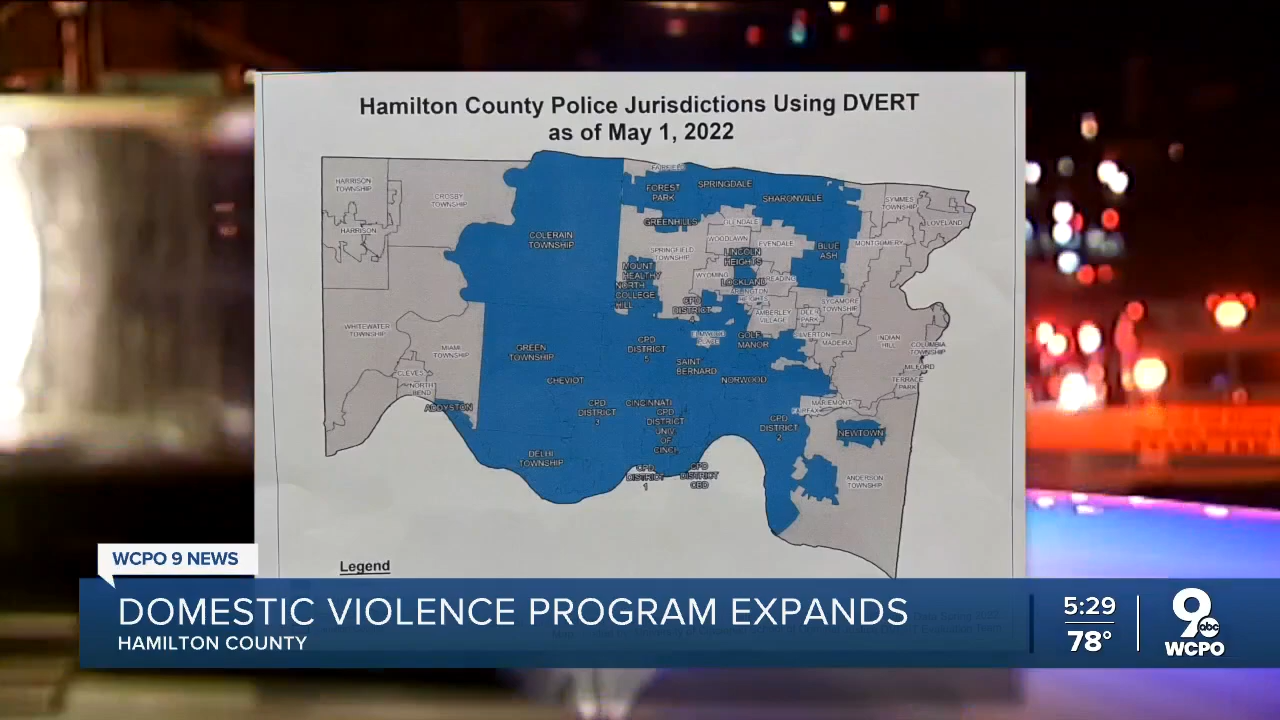 Hamilton County Police Jurisdictions Using DVERT
as of May 1, 2022
HARRISON
TOWNSHIP
HARRISON
CROSBY
TOWNSHIP
COLERAIN
TOWNSHIP
FAIRFIELD
FOREST
PARK
SPRINGDALE
SHARONVILLE
SYMMES
TOWNSHIP
LOVELAND
GREENHILLS
GLENDALE
WOODLAWN
EVENDALE
BLUE
ASH
MONTGOMERY
SPRINGFIELD
TOWNSHIP
LINCOLN
HEIGHTS
MOUNT
HEALTHY
NORTH
COLLEGE
HILL
WYOMING
LOCKLAND
READING
ARLINGTON
HEIGHTS
CPD
DISTRICT
4
AMBERLEY
VILLAGE
DEER
PARK
SYCAMORE
TOWNSHIP
WHITEWATER
TOWNSHIP
MIAMI
TOWNSHIP
GREEN
TOWNSHIP
CPD
DISTRICT
5
ELMWOOD
PLACE
GOLF
MANOR
MADEIRA
INDIAN
HILL
COLUMBIA
TOWNSHIP
MILFORD
TERRACE
PARK
CLEVES
NORTH
BEND
CHEVIOT
SAINT
BERNARD
NORWOOD
ADDYSTON
CPD
DISTRICT
3
CINCINNATI
CPD
DISTRICT
UNIV.
OF
CINCI.
CPD
DISTRICT
2
MARIEMONT
FAIRFAX
NEWTOWN
DELHI
TOWNSHIP
CPD
DISTRICT
1
CPD
DISTRICT
CBD
ANDERSON
TOWNSHIP
Legend
WCPO 9 NEWS
DOMESTIC VIOLENCE PROGRAM EXPANDS
HAMILTON COUNTY
5:29
78°
9
abc
WCPO